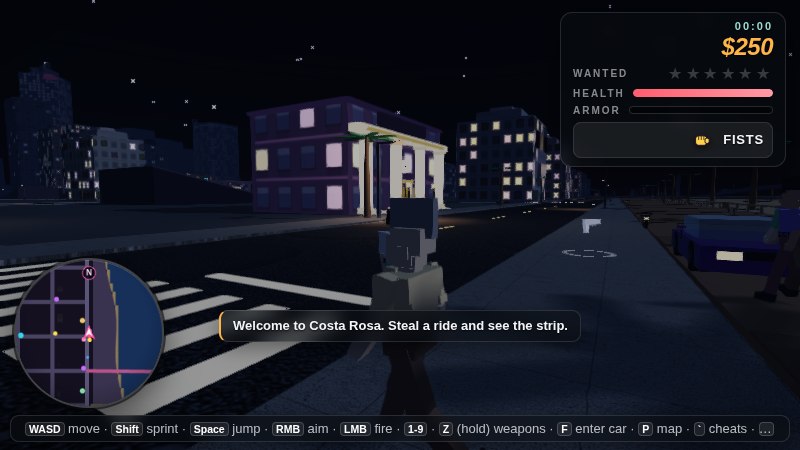 00:00
$250
WANTED ★★★★★★
HEALTH
ARMOR
FISTS
N
Welcome to Costa Rosa. Steal a ride and see the strip.
WASD move · Shift sprint · Space jump · RMB aim · LMB fire · 1-9 · Z (hold) weapons · F enter car · P map · ` cheats · ...